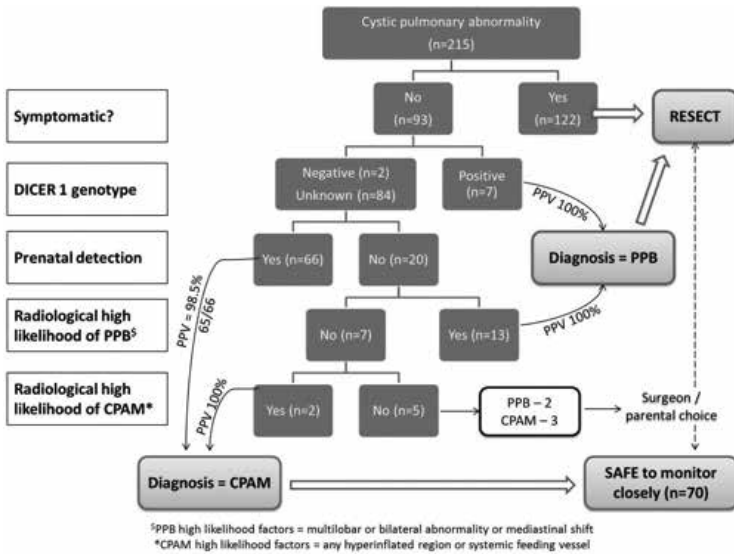 Cystic pulmonary abnormality
(n=215)
Symptomatic?
No
(n=93)
Yes
(n=122)
RESECT
DICER 1 genotype
Negative (n=2)
Unknown (n=84)
Positive
(n=7)
PPV 100%
Prenatal detection
Yes (n=66)
No (n=20)
Diagnosis = PPB
PPV = 98.5%
65/66
Radiological high
likelihood of PPB$
No (n=7)
Yes (n=13)
PPV 100%
Radiological high
likelihood of CPAM*
PPV 100%
Yes (n=2)
No (n=5)
PPB – 2
CPAM – 3
Surgeon /
parental choice
Diagnosis = CPAM
SAFE to monitor
closely (n=70)
$PPB high likelihood factors = multilobar or bilateral abnormality or mediastinal shift
*CPAM high likelihood factors = any hyperinflated region or systemic feeding vessel